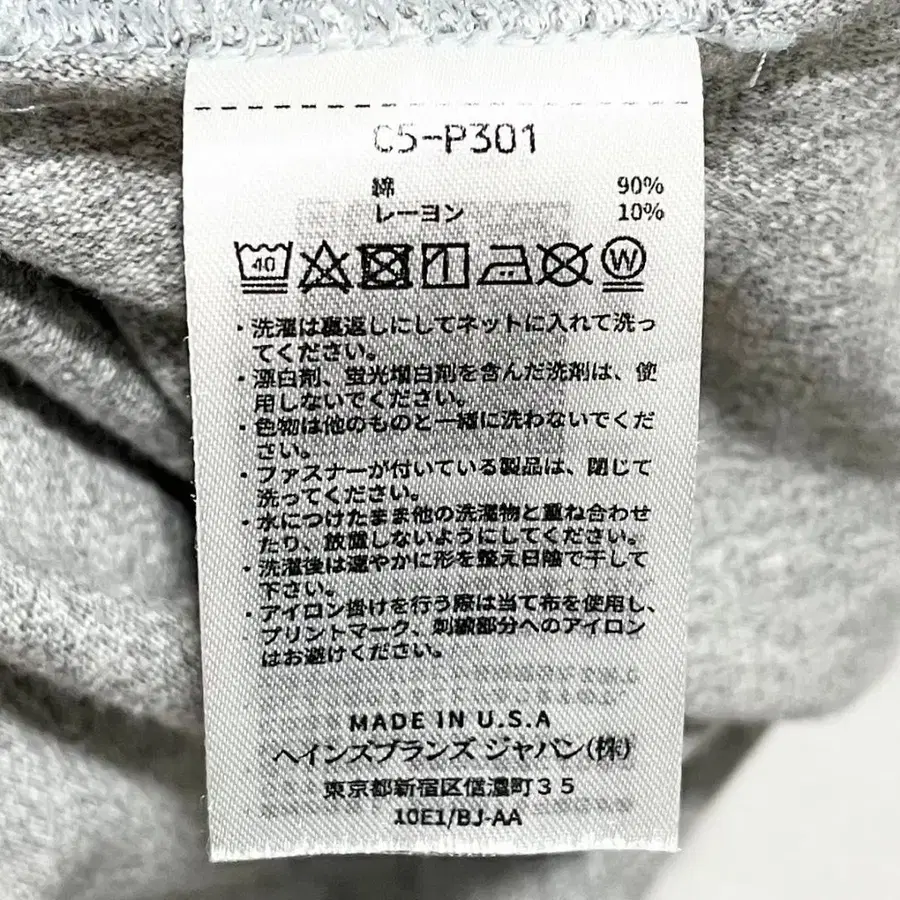 C5-P301
綿 90%
レーヨン 10%
40
W
・洗濯は裏返しにしてネットに入れて洗っ
てください。
・漂白剤、蛍光増白剤を含んだ洗剤は、使
用しないでください。
・色物は他のものと一緒に洗わないでくだ
さい。
・ファスナーが付いている製品は、閉じて
洗ってください。
・水につけたまま他の洗濯物と重ね合わせ
たり、放置しないようにしてください。
・洗濯後は速やかに形を整え日陰で干して
下さい。
・アイロン掛けを行う際は当て布を使用し、
プリントマーク、刺繍部分へのアイロン
はお避けください。
MADE IN U.S.A
ヘインズブランズ ジャパン(株)
東京都新宿区信濃町35
10E1/BJ-AA